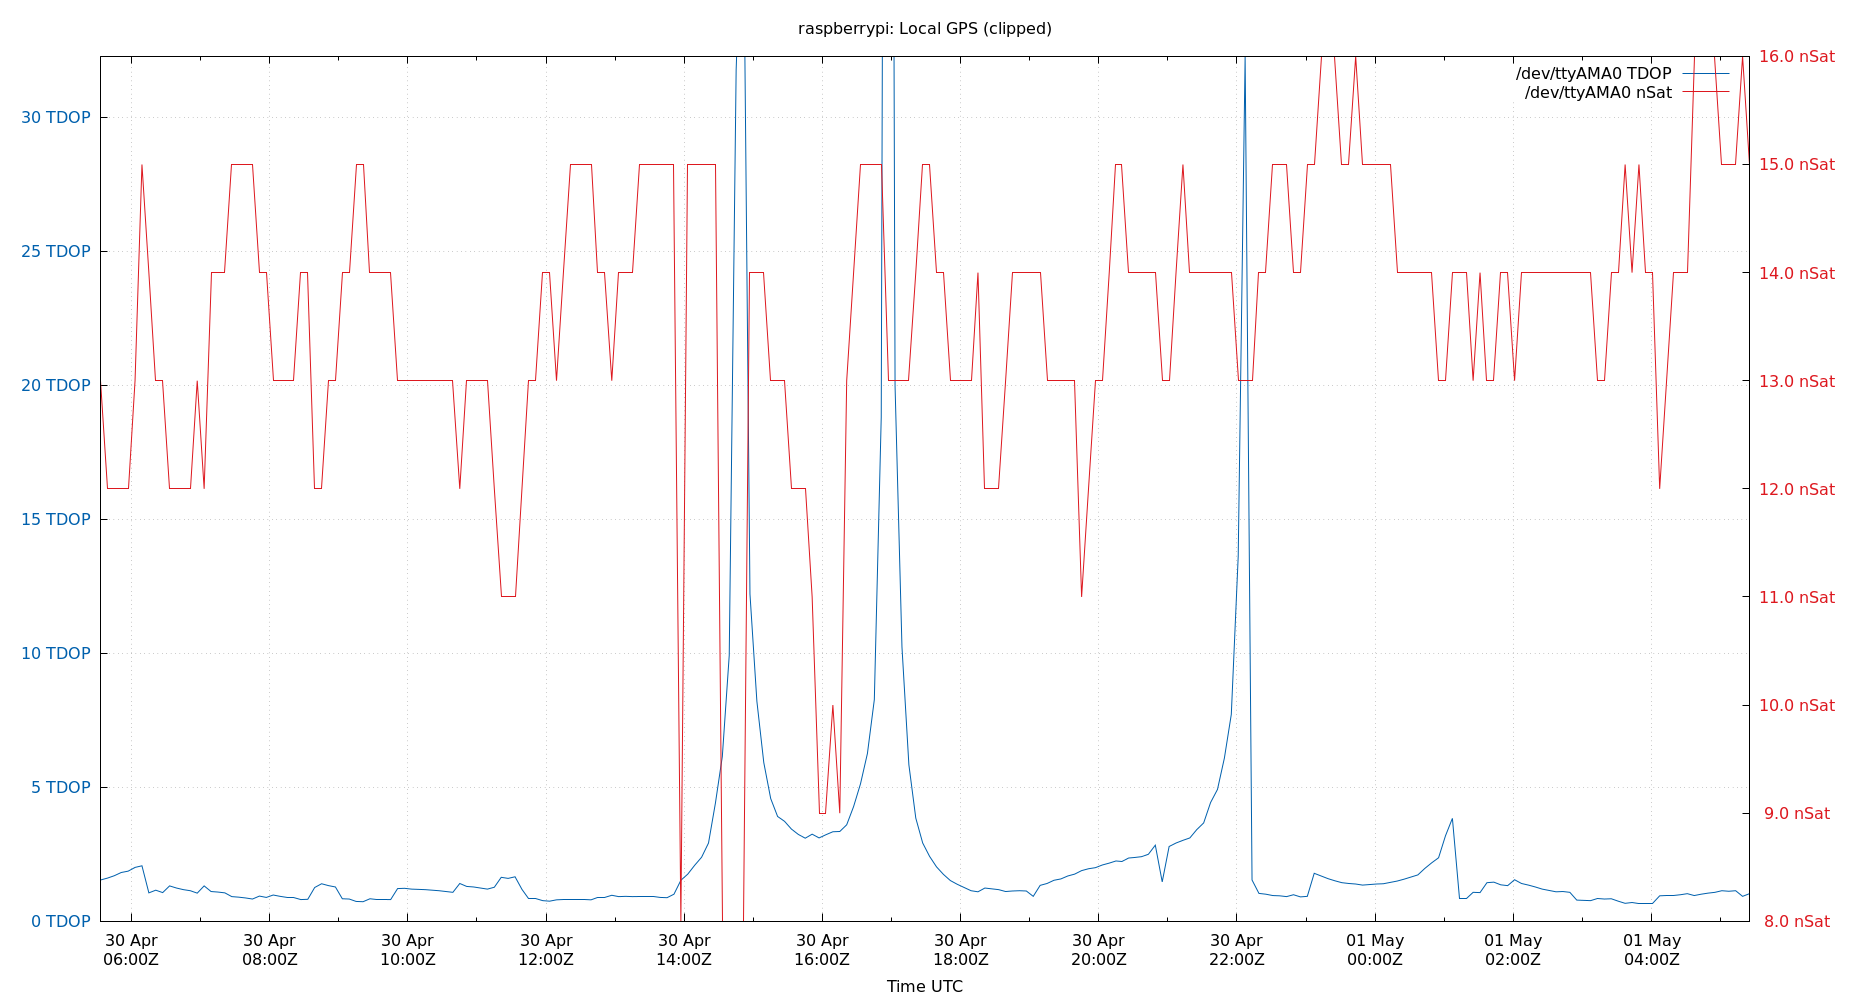 raspberrypi: Local GPS (clipped)
/dev/ttyAMA0 TDOP
/dev/ttyAMA0 nSat
30 TDOP
25 TDOP
20 TDOP
15 TDOP
10 TDOP
5 TDOP
0 TDOP
16.0 nSat
15.0 nSat
14.0 nSat
13.0 nSat
12.0 nSat
11.0 nSat
10.0 nSat
9.0 nSat
8.0 nSat
30 Apr 30 Apr 30 Apr 30 Apr 30 Apr 30 Apr 30 Apr 30 Apr 30 Apr 01 May 01 May 01 May
06:00Z 08:00Z 10:00Z 12:00Z 14:00Z 16:00Z 18:00Z 20:00Z 22:00Z 00:00Z 02:00Z 04:00Z
Time UTC